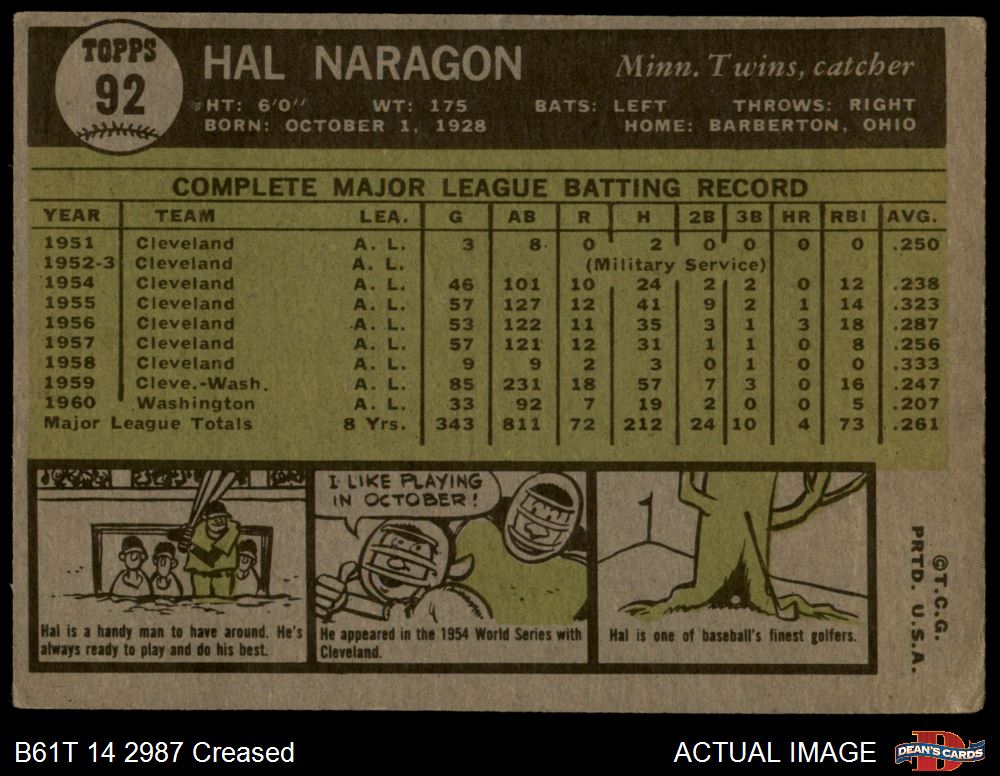 TOPPS
92
HAL NARAGON
Minn. Twins, catcher
HT: 6'0" WT: 175 BATS: LEFT THROWS: RIGHT
BORN: OCTOBER 1, 1928 HOME: BARBERTON, OHIO
COMPLETE MAJOR LEAGUE BATTING RECORD
YEAR TEAM LEA. G AB R H 2B 3B HR RBI AVG.
1951 Cleveland A. L. 3 8 0 2 0 0 0 0 .250
1952-3 Cleveland A. L. (Military Service)
1954 Cleveland A. L. 46 101 10 24 2 2 0 12 .238
1955 Cleveland A. L. 57 127 12 41 9 2 1 14 .323
1956 Cleveland A. L. 53 122 11 35 3 1 3 18 .287
1957 Cleveland A. L. 57 121 12 31 1 1 0 8 .256
1958 Cleveland A. L. 9 9 2 3 0 1 0 0 .333
1959 Cleve.-Wash. A. L. 85 231 18 57 7 3 0 16 .247
1960 Washington A. L. 33 92 7 19 2 0 0 5 .207
Major League Totals 8 Yrs. 343 811 72 212 24 10 4 73 .261
Hal is a handy man to have around. He's
always ready to play and do his best.
I LIKE PLAYING
IN OCTOBER!
He appeared in the 1954 World Series with
Cleveland.
Hal is one of baseball's finest golfers.
©T.C.G.
PRTD. U.S.A.
B61T 14 2987 Creased
ACTUAL IMAGE
DEAN'S CARDS